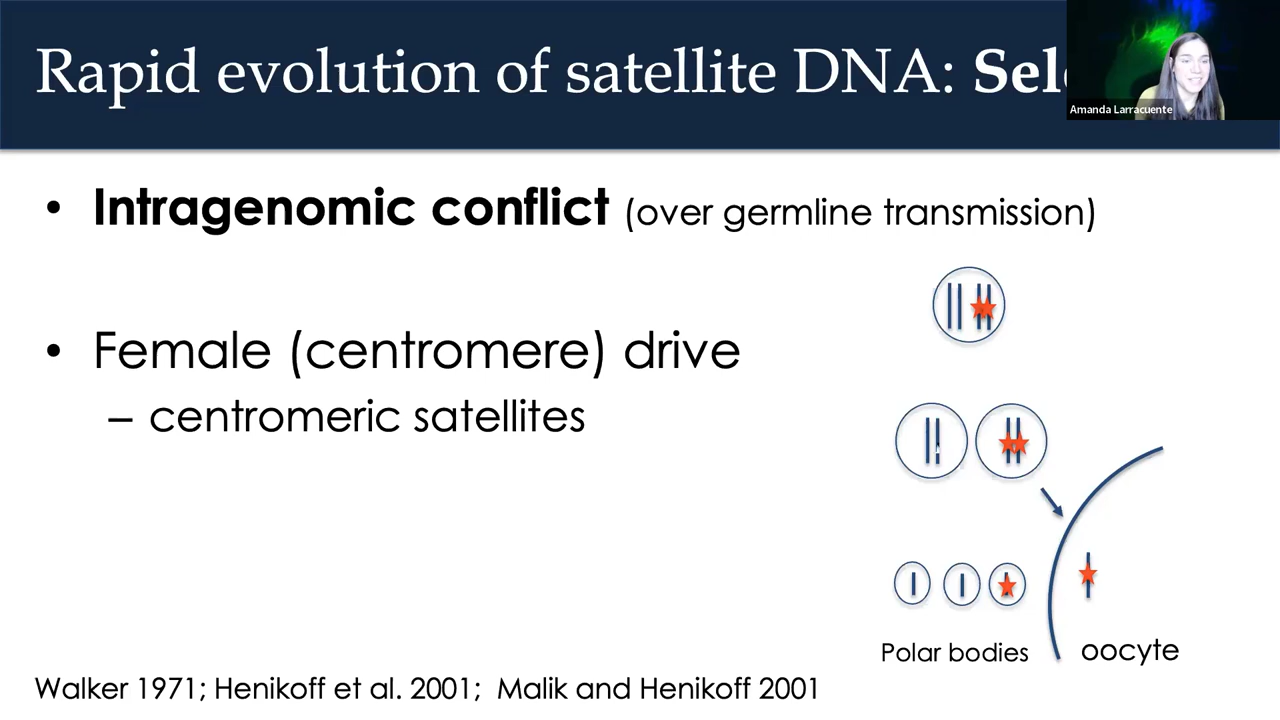 Rapid evolution of satellite DNA:
Amanda Larracuente
• Intragenomic conflict (over germline transmission)
• Female (centromere) drive
– centromeric satellites
Polar bodies
oocyte
Walker 1971; Henikoff et al. 2001; Malik and Henikoff 2001